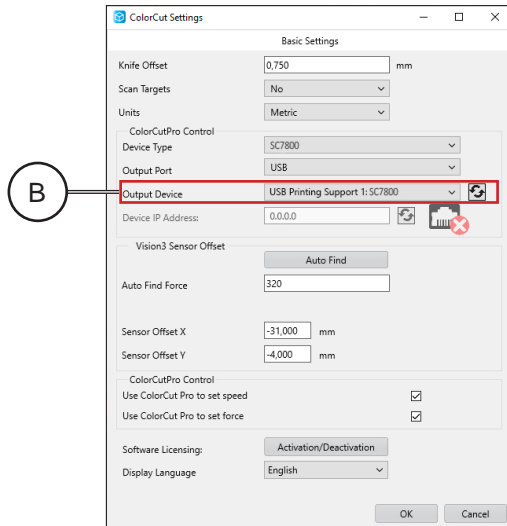 ColorCut Settings
Basic Settings
Knife Offset 0,750 mm
Scan Targets No
Units Metric
ColorCutPro Control
Device Type SC7800
Output Port USB
B Output Device USB Printing Support 1: SC7800
Device IP Address: 0.0.0.0
Vision3 Sensor Offset
Auto Find
Auto Find Force 320
Sensor Offset X -31,000 mm
Sensor Offset Y -4,000 mm
ColorCutPro Control
Use ColorCut Pro to set speed
Use ColorCut Pro to set force
Software Licensing: Activation/Deactivation
Display Language English
OK Cancel